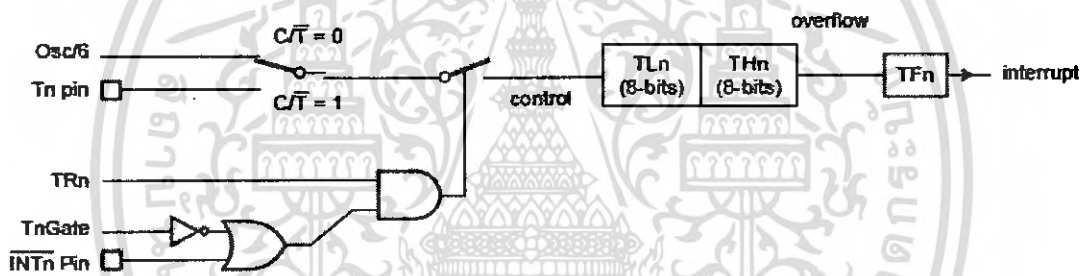 overflow
C/T̅ = 0
Osc/6
TLn
(8-bits)
THn
(8-bits)
TFn
interrupt
Tn pin
control
C/T̅ = 1
TRn
TnGate
I̅N̅T̅n̅ Pin